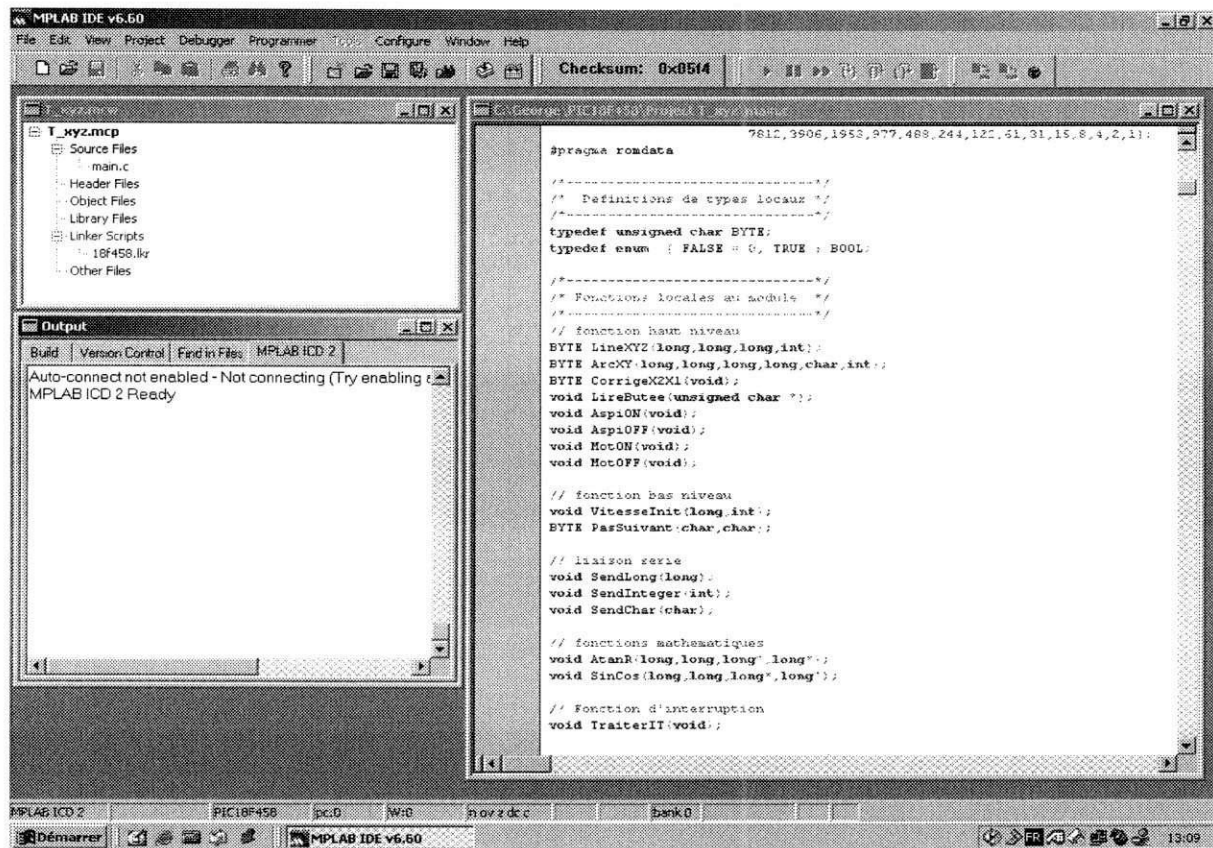 MPLAB IDE v6.60
File Edit View Project Debugger Programmer Tools Configure Window Help
Checksum: 0x05f4
T_xyz.mcw
T_xyz.mcp
Source Files
main.c
Header Files
Object Files
Library Files
Linker Scripts
18f458.lkr
Other Files
Output
Build Version Control Find in Files MPLAB ICD 2
Auto-connect not enabled - Not connecting (Try enabling
MPLAB ICD 2 Ready
C:\George\PIC18F458\Project T_xyz\main.c
7812,3906,1953,977,488,244,122,61,31,15,8,4,2,1};
#pragma romdata
/*-------------------------------*/
/* Definitions de types locaux */
/*-------------------------------*/
typedef unsigned char BYTE;
typedef enum { FALSE = 0, TRUE } BOOL;
/*-------------------------------*/
/* Fonctions locales au module */
/*-------------------------------*/
// fonction haut niveau
BYTE LineXYZ(long,long,long,int);
BYTE ArcXY(long,long,long,long,char,int);
BYTE CorrigeX2X1(void);
void LireButee(unsigned char *);
void AspiON(void);
void AspiOFF(void);
void MotON(void);
void MotOFF(void);
// fonction bas niveau
void VitesseInit(long,int);
BYTE PasSuivant(char,char);
// liaison serie
void SendLong(long);
void SendInteger(int);
void SendChar(char);
// fonctions mathematiques
void AtanR(long,long,long*,long*);
void SinCos(long,long,long*,long*);
// Fonction d'interruption
void TraiterIT(void);
MPLAB ICD 2 PIC18F458 pc:0 W:0 n ov z dc c bank 0
Démarrer MPLAB IDE v6.60 FR 13:09